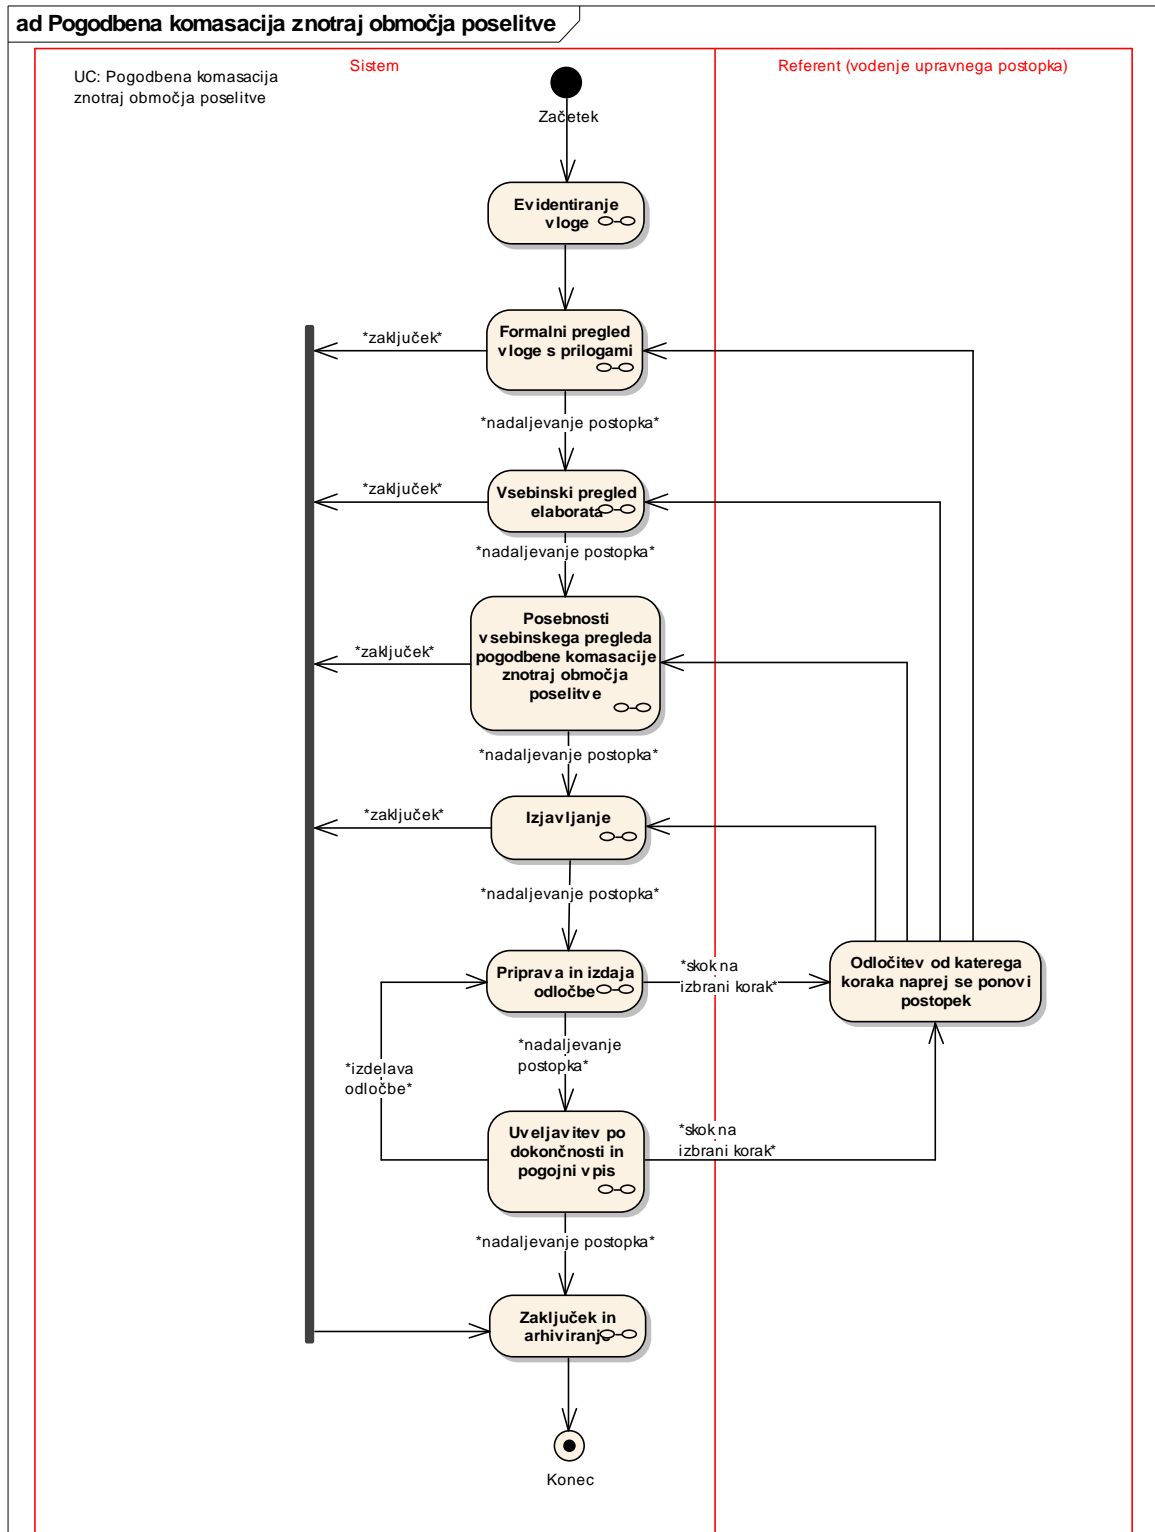 ad Pogodbena komasacija znotraj območja poselitve
UC: Pogodbena komasacija
znotraj območja poselitve
Sistem
Referent (vodenje upravnega postopka)
Začetek
Evidentiranje
vloge
Formalni pregled
vloge s prilogami
*zaključek*
*nadaljevanje postopka*
Vsebinski pregled
elaborata
*zaključek*
*nadaljevanje postopka*
Posebnosti
vsebinskega pregleda
pogodbene komasacije
znotraj območja
poselitve
*zaključek*
*nadaljevanje postopka*
Izjavljanje
*zaključek*
*nadaljevanje postopka*
Priprava in izdaja
odločbe
*skok na
izbrani korak*
Odločitev od katerega
koraka naprej se ponovi
postopek
*nadaljevanje
postopka*
*izdelava
odločbe*
Uveljavitev po
dokončnosti in
pogojni vpis
*skok na
izbrani korak*
*nadaljevanje postopka*
Zaključek in
arhiviranje
Konec